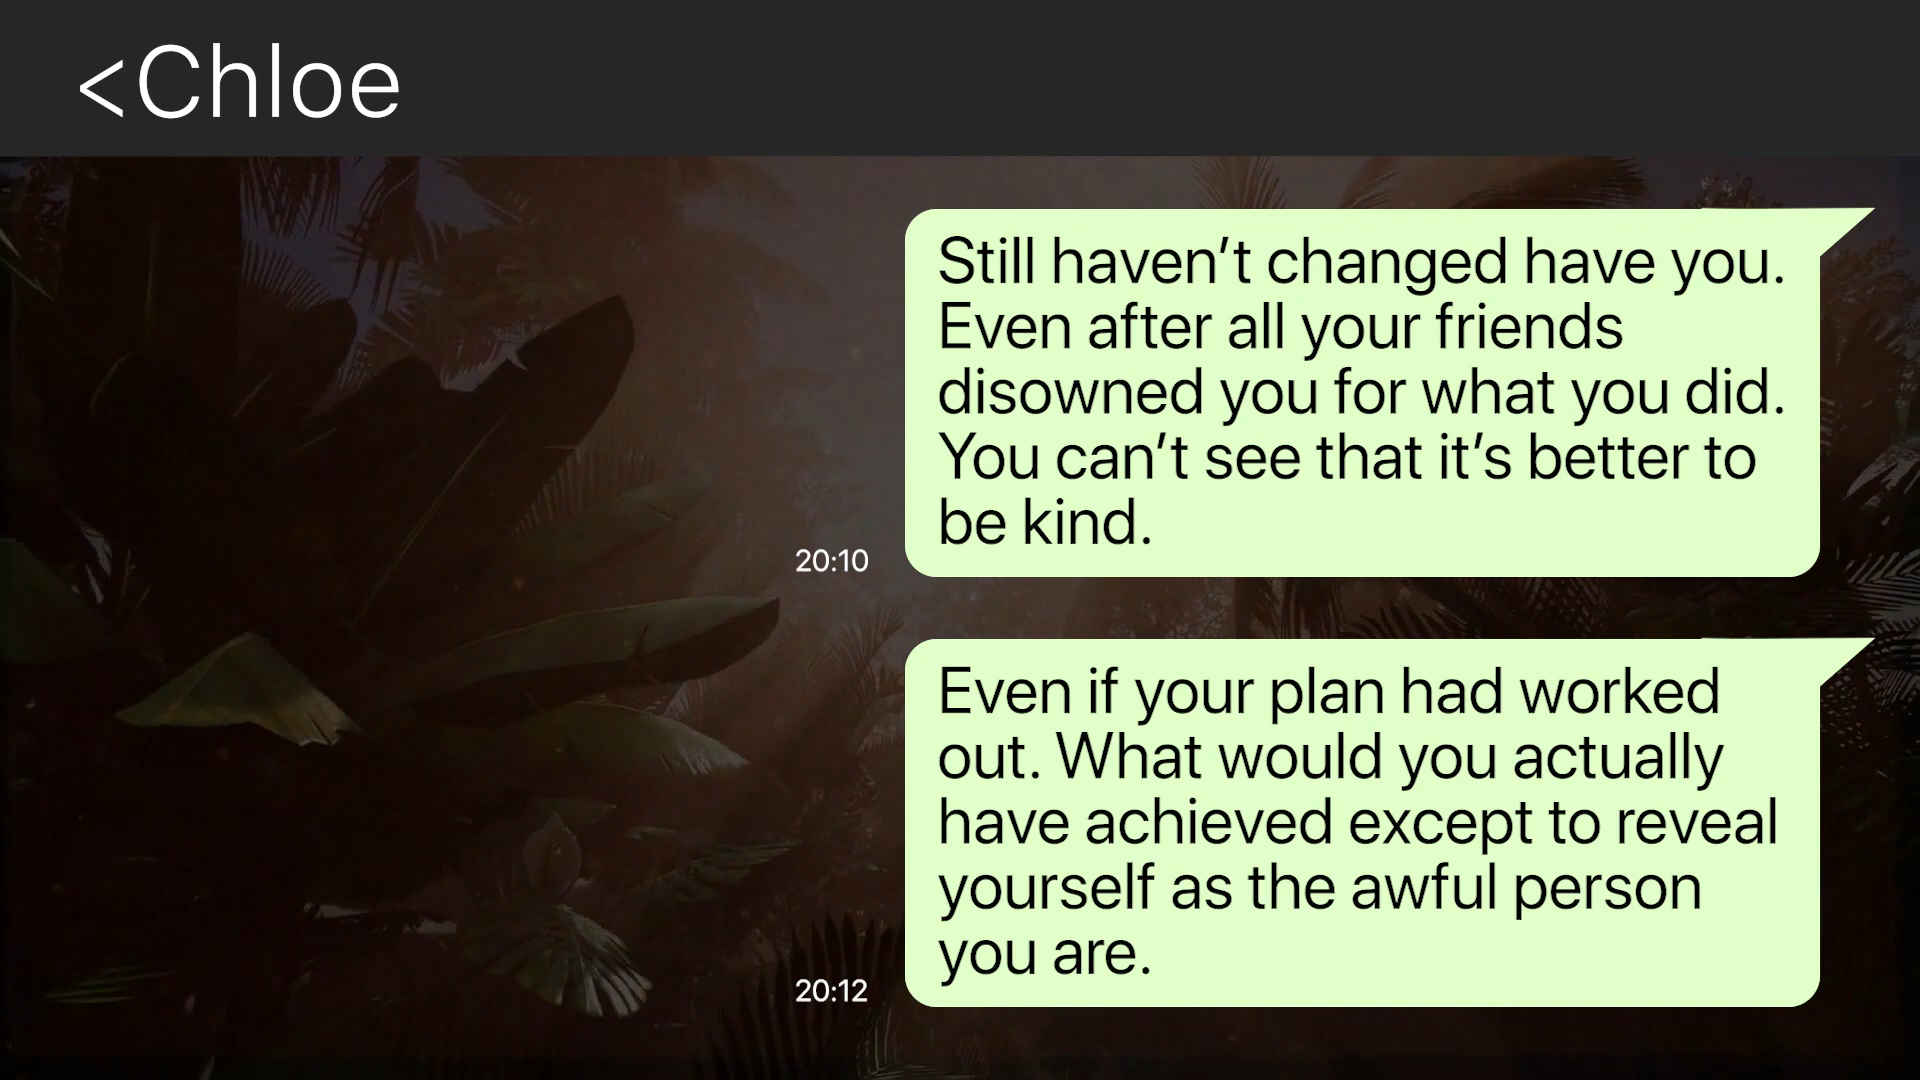 <Chloe
Still haven’t changed have you.
Even after all your friends
disowned you for what you did.
You can’t see that it’s better to
be kind.
20:10
Even if your plan had worked
out. What would you actually
have achieved except to reveal
yourself as the awful person
you are.
20:12